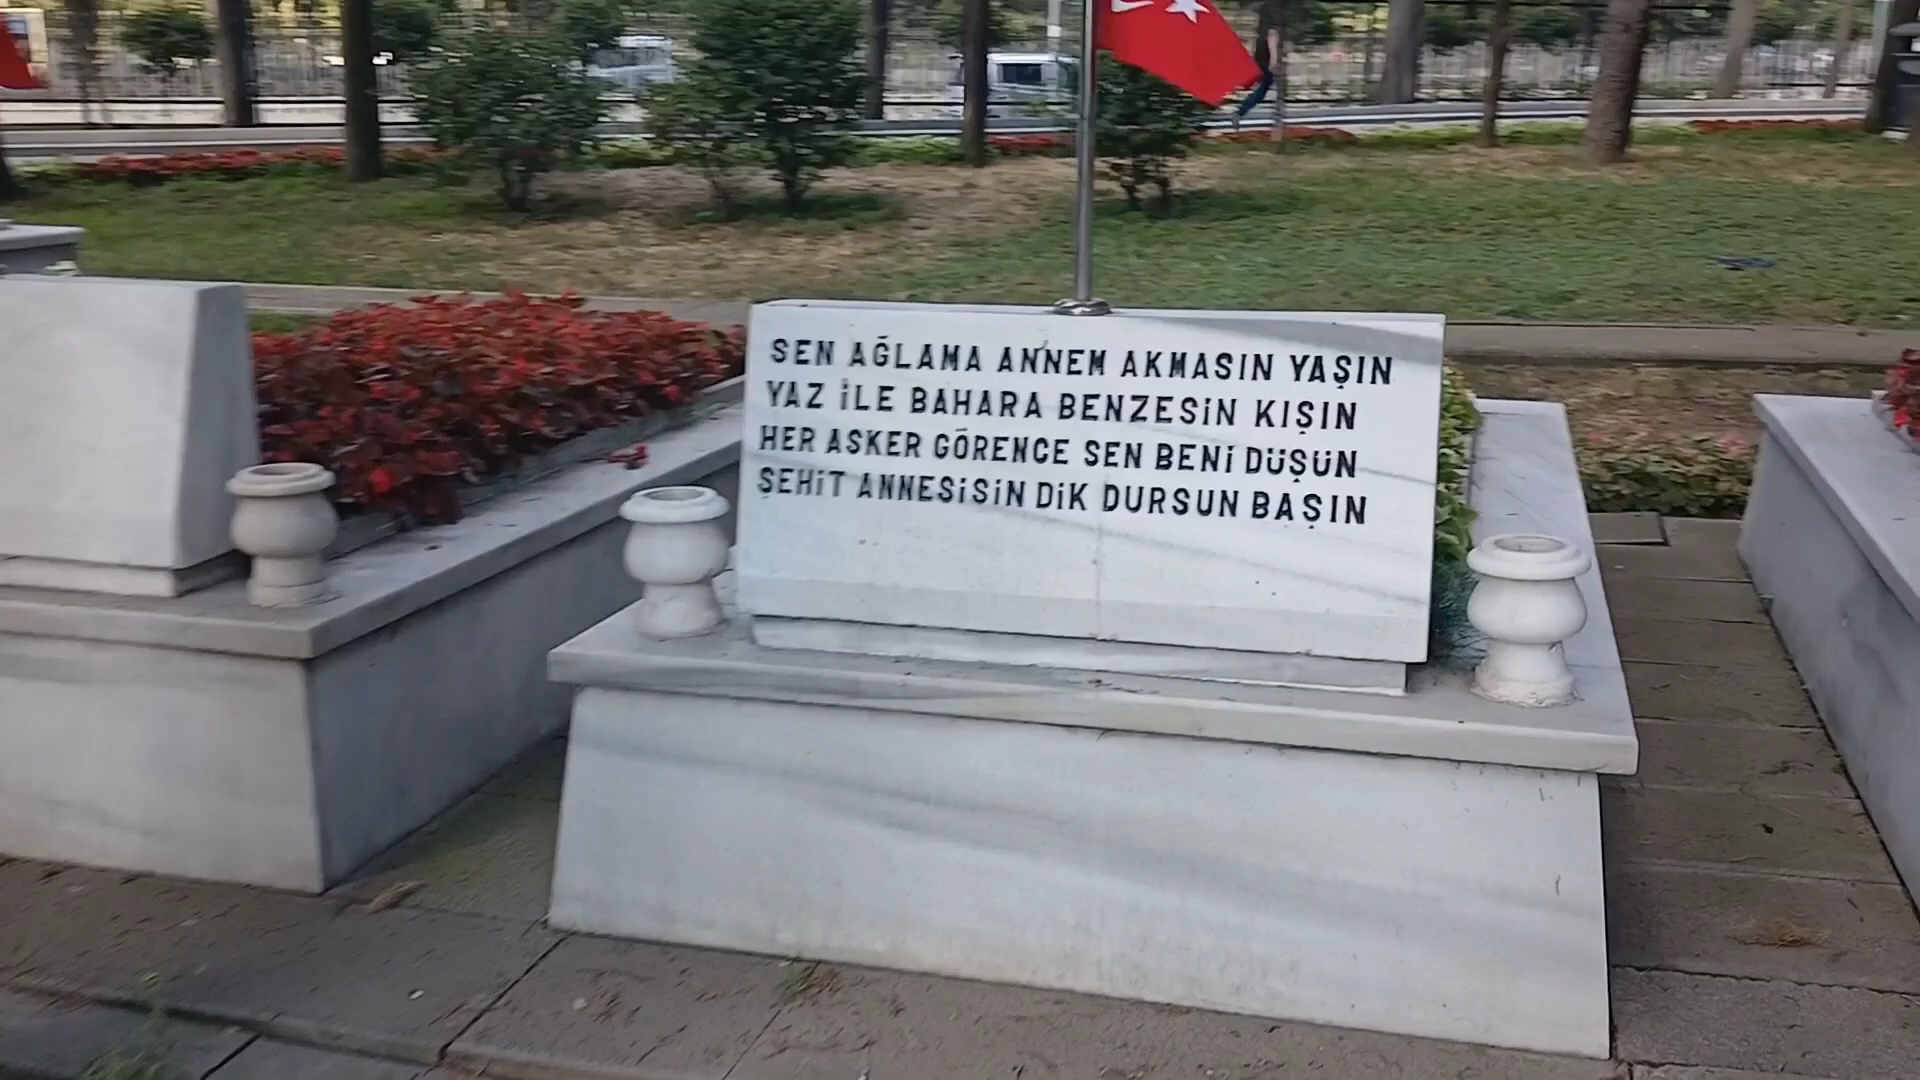 SEN AĞLAMA ANNEM AKMASIN YAŞIN
YAZ İLE BAHARA BENZESİN KIŞIN
HER ASKER GÖRENCE SEN BENİ DÜŞÜN
ŞEHİT ANNESİSİN DİK DURSUN BAŞIN